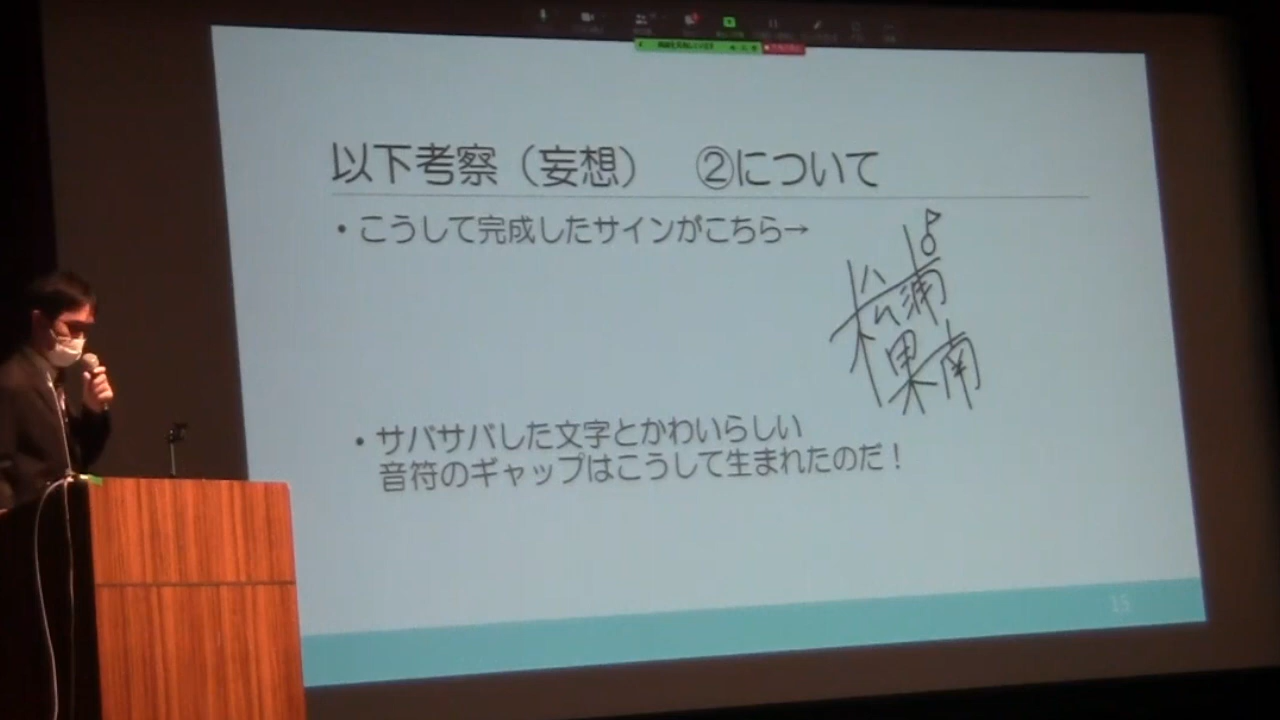 以下考察（妄想）　②について
・こうして完成したサインがこちら→
松浦
果南
・サバサバした文字とかわいらしい
音符のギャップはこうして生まれたのだ！
15